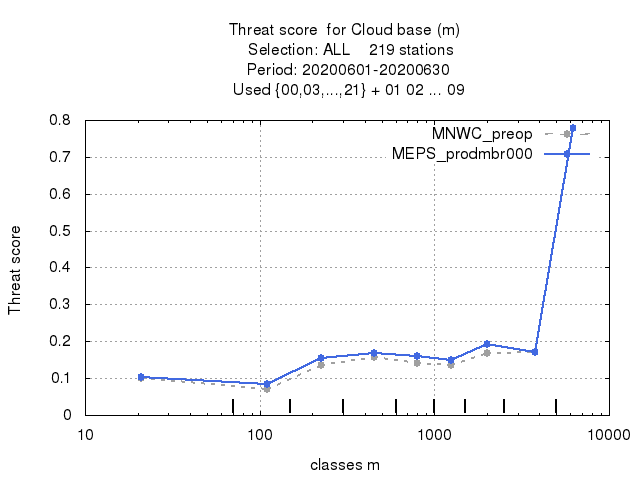 Threat score  for Cloud base (m)
Selection: ALL    219 stations
Period: 20200601-20200630
Used {00,03,...,21} + 01 02 ... 09
MNWC_preop
MEPS_prodmbr000
Threat score
0.8
0.7
0.6
0.5
0.4
0.3
0.2
0.1
0
10
100
1000
10000
classes m